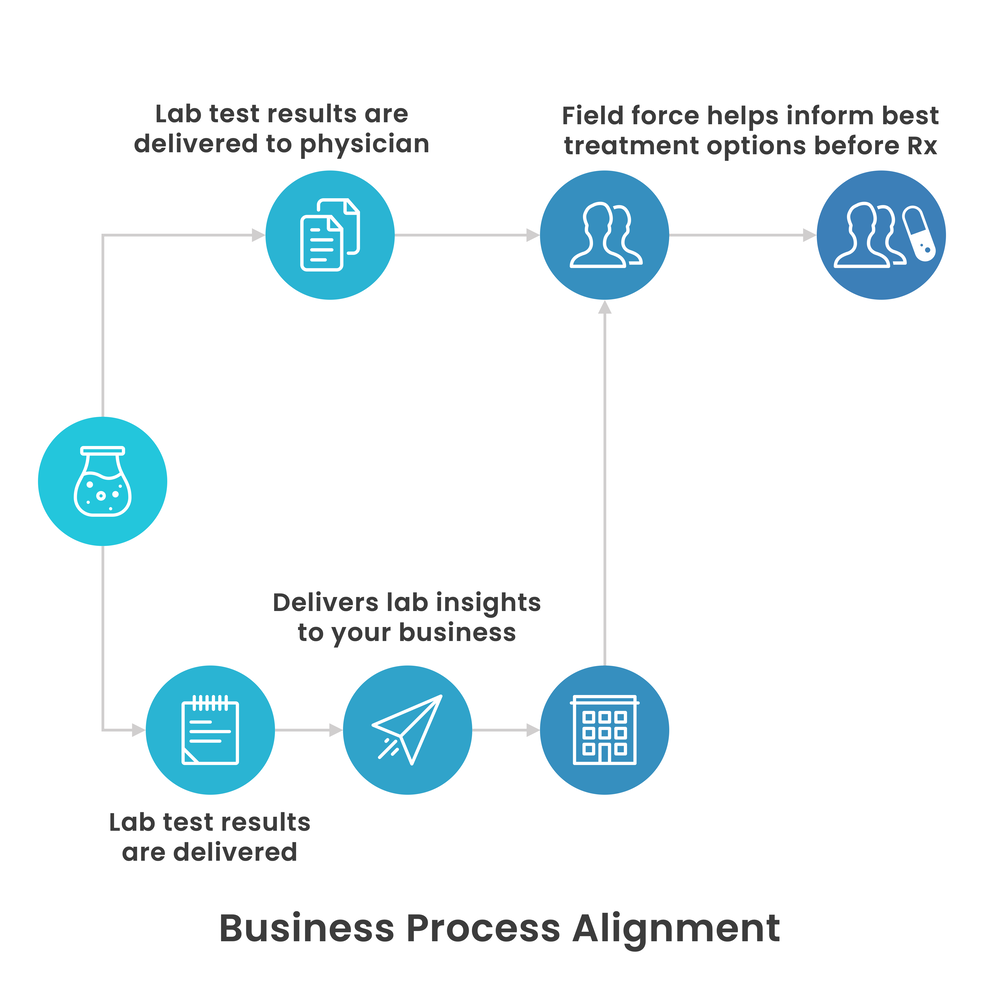 Lab test results are
delivered to physician
Field force helps inform best
treatment options before Rx
Delivers lab insights
to your business
Lab test results
are delivered
Business Process Alignment